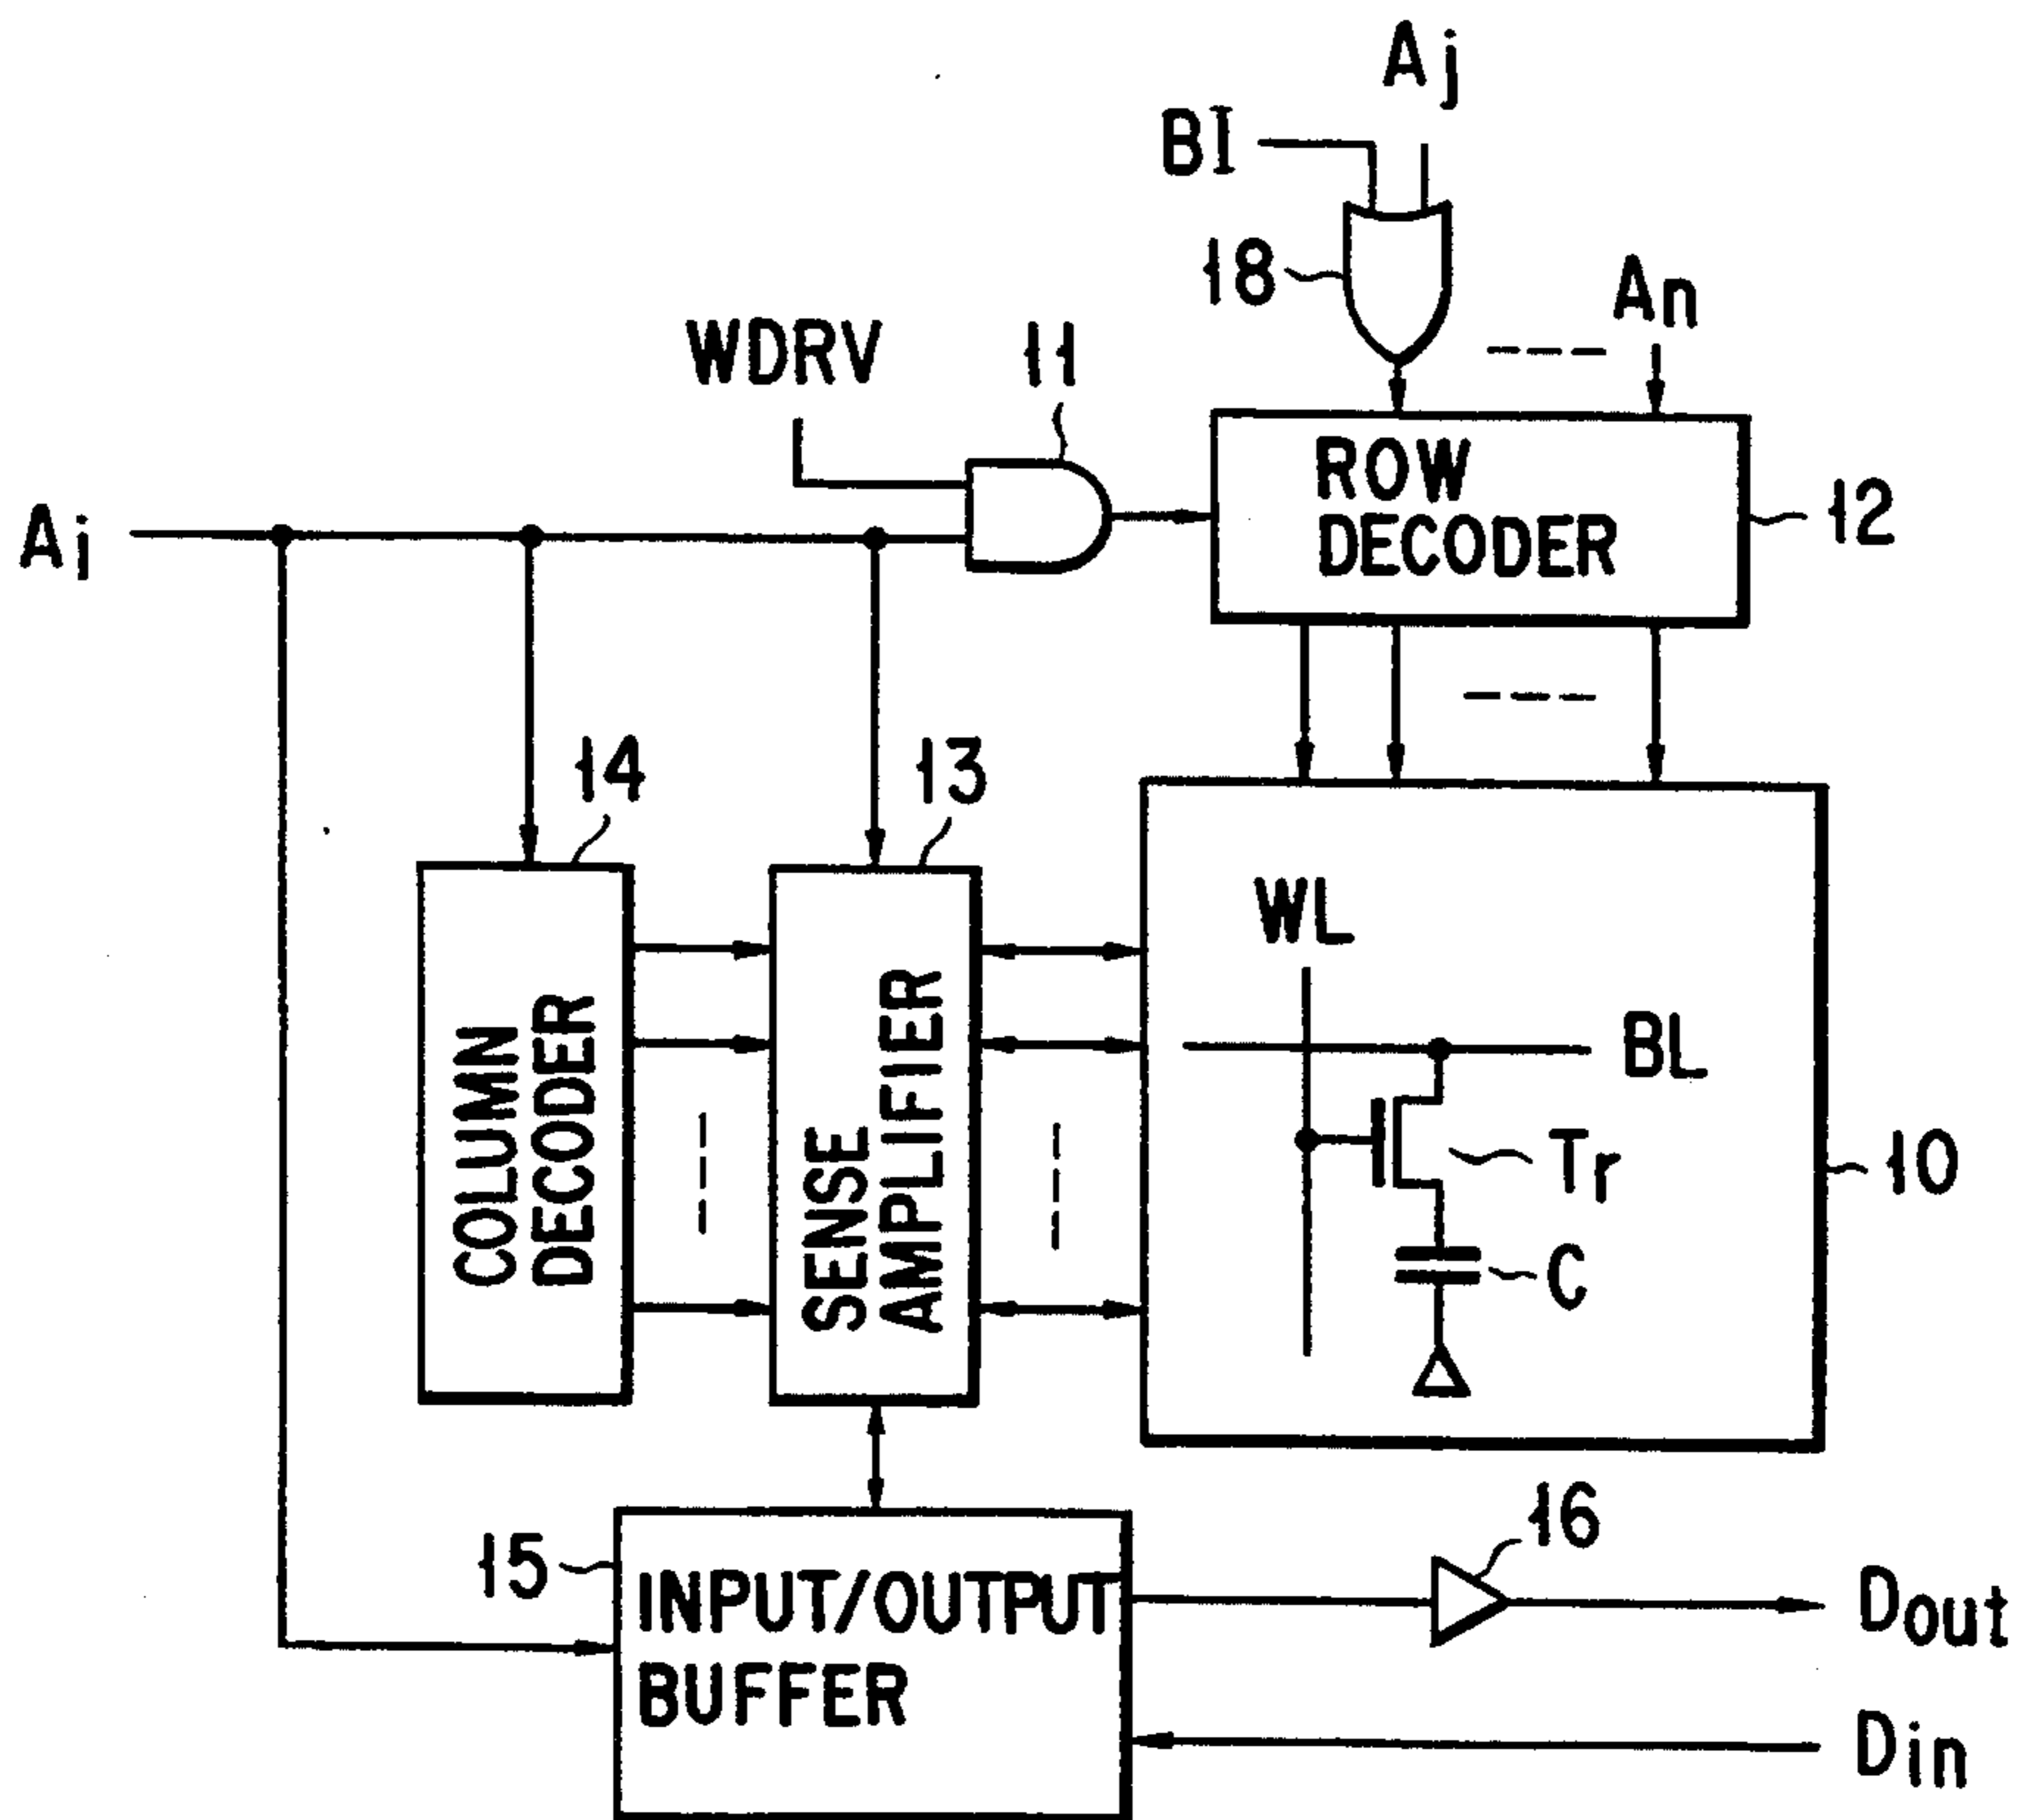 Aj
BI
18
An
WDRV
11
ROW
DECODER
12
Ai
14
13
COLUMN
DECODER
SENSE
AMPLIFIER
WL
BL
Tr
10
C
15
INPUT/OUTPUT
BUFFER
16
Dout
Din